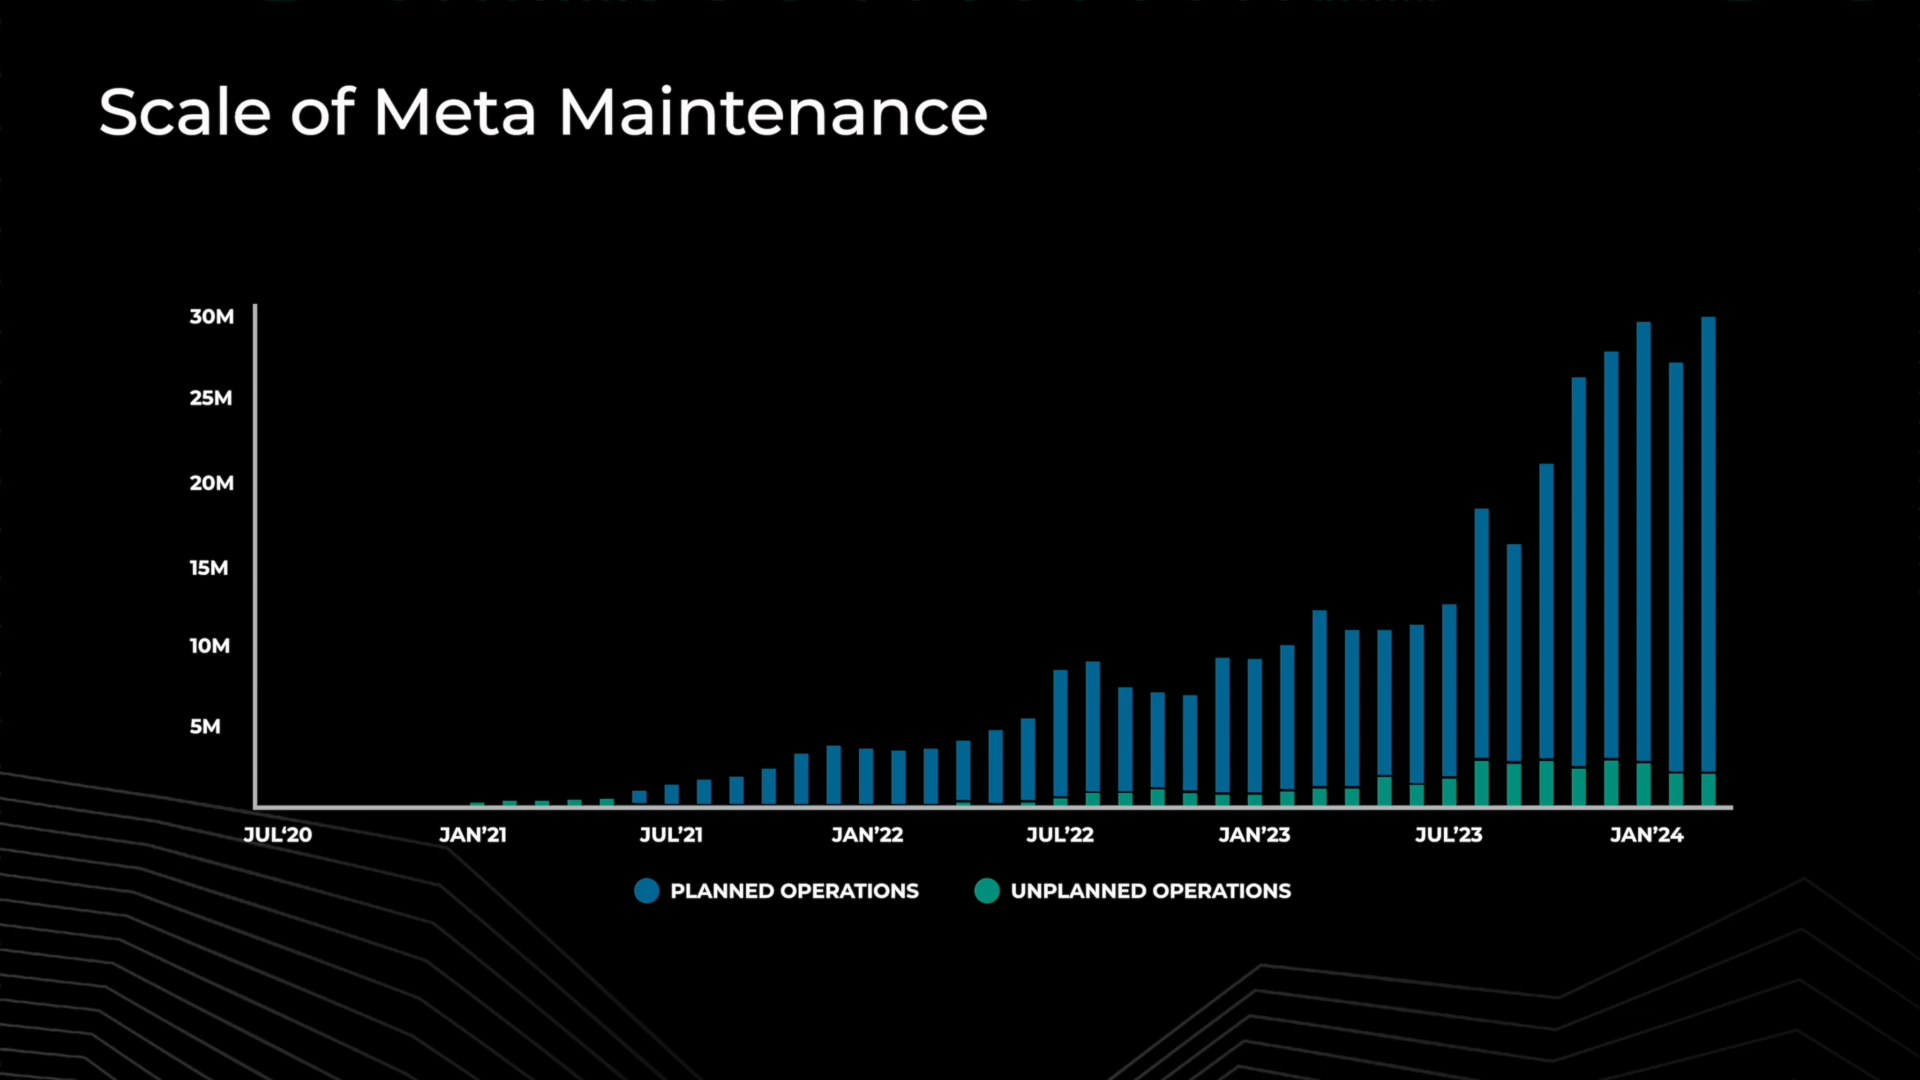 Scale of Meta Maintenance
30M
25M
20M
15M
10M
5M
JUL‘20 JAN’21 JUL’21 JAN’22 JUL’22 JAN’23 JUL’23 JAN’24
PLANNED OPERATIONS UNPLANNED OPERATIONS